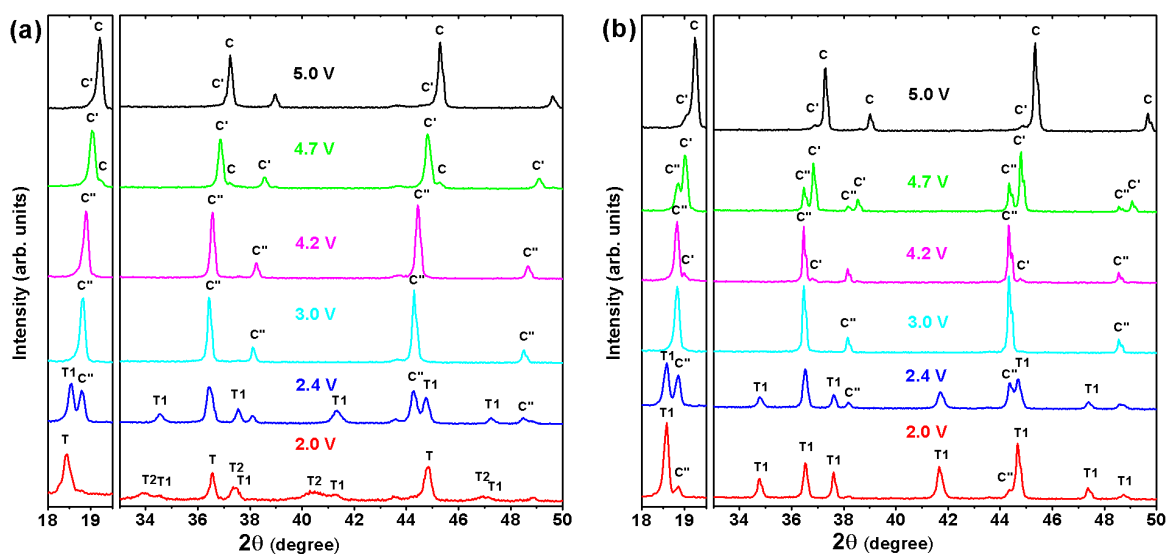 (a)
C
C'
C
C'
C
C'
5.0 V
C'
C
C'
C
C'
C'
C
C'
4.7 V
C"
C"
C"
C"
C"
4.2 V
C"
C"
C"
C"
C"
3.0 V
T1
C"
T1
T1
T1
C"
T1
T1
C"
2.4 V
T
T2
T1
T
T2
T1
T2
T1
T
T2
T1
2.0 V
18 19 34 36 38 40 42 44 46 48 50
2θ (degree)
Intensity (arb. units)
(b)
C
C'
C
C'
C
C
C'
C
5.0 V
C"
C'
C"
C'
C"
C'
C"
C'
C"
C'
4.7 V
C"
C'
C"
C'
C"
C'
C"
4.2 V
C"
C"
3.0 V
T1
C"
T1
T1
C"
C"
T1
T1
2.4 V
T1
C"
T1
T1
T1
T1
C"
T1
T1
T1
2.0 V
18 19 34 36 38 40 42 44 46 48 50
2θ (degree)
Intensity (arb. units)